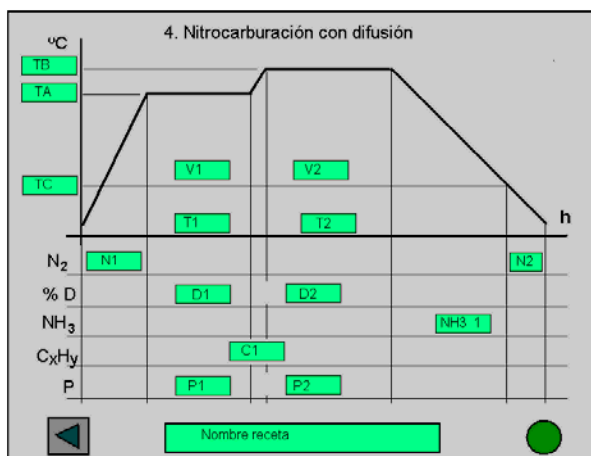 4. Nitrocarburación con difusión
ºC
TB
TA
V1 V2
TC
T1 T2
h
N₂ N1 N2
% D D1 D2
NH₃ NH3 1
CₓHᵧ C1
P P1 P2
Nombre receta